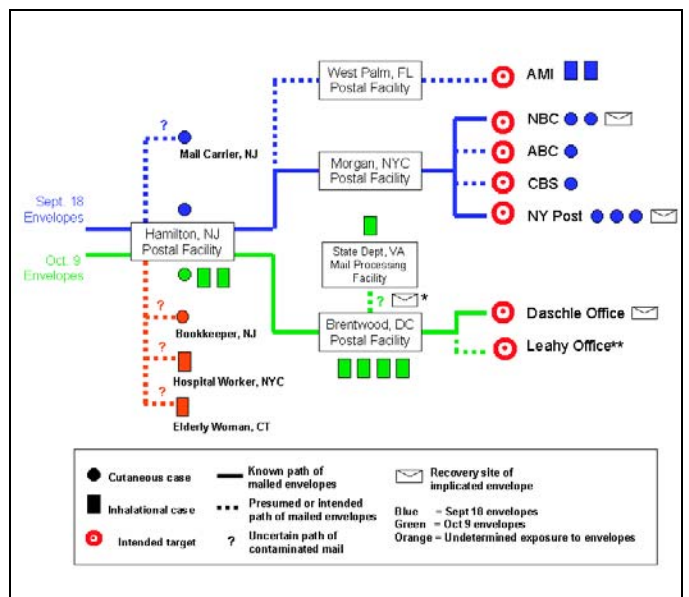 West Palm, FL
Postal Facility
AMI
?
Mail Carrier, NJ
NBC
ABC
Morgan, NYC
Postal Facility
CBS
NY Post
Sept. 18
Envelopes
Hamilton, NJ
Postal Facility
Oct. 9
Envelopes
State Dept, VA
Mail Processing
Facility
? *
?
Bookkeeper, NJ
Brentwood, DC
Postal Facility
Daschle Office
Leahy Office**
?
Hospital Worker, NYC
?
Elderly Woman, CT
Cutaneous case
Inhalational case
Intended target
Known path of
mailed envelopes
Presumed or intended
path of mailed envelopes
? Uncertain path of
contaminated mail
Recovery site of
implicated envelope
Blue = Sept 18 envelopes
Green = Oct 9 envelopes
Orange = Undetermined exposure to envelopes